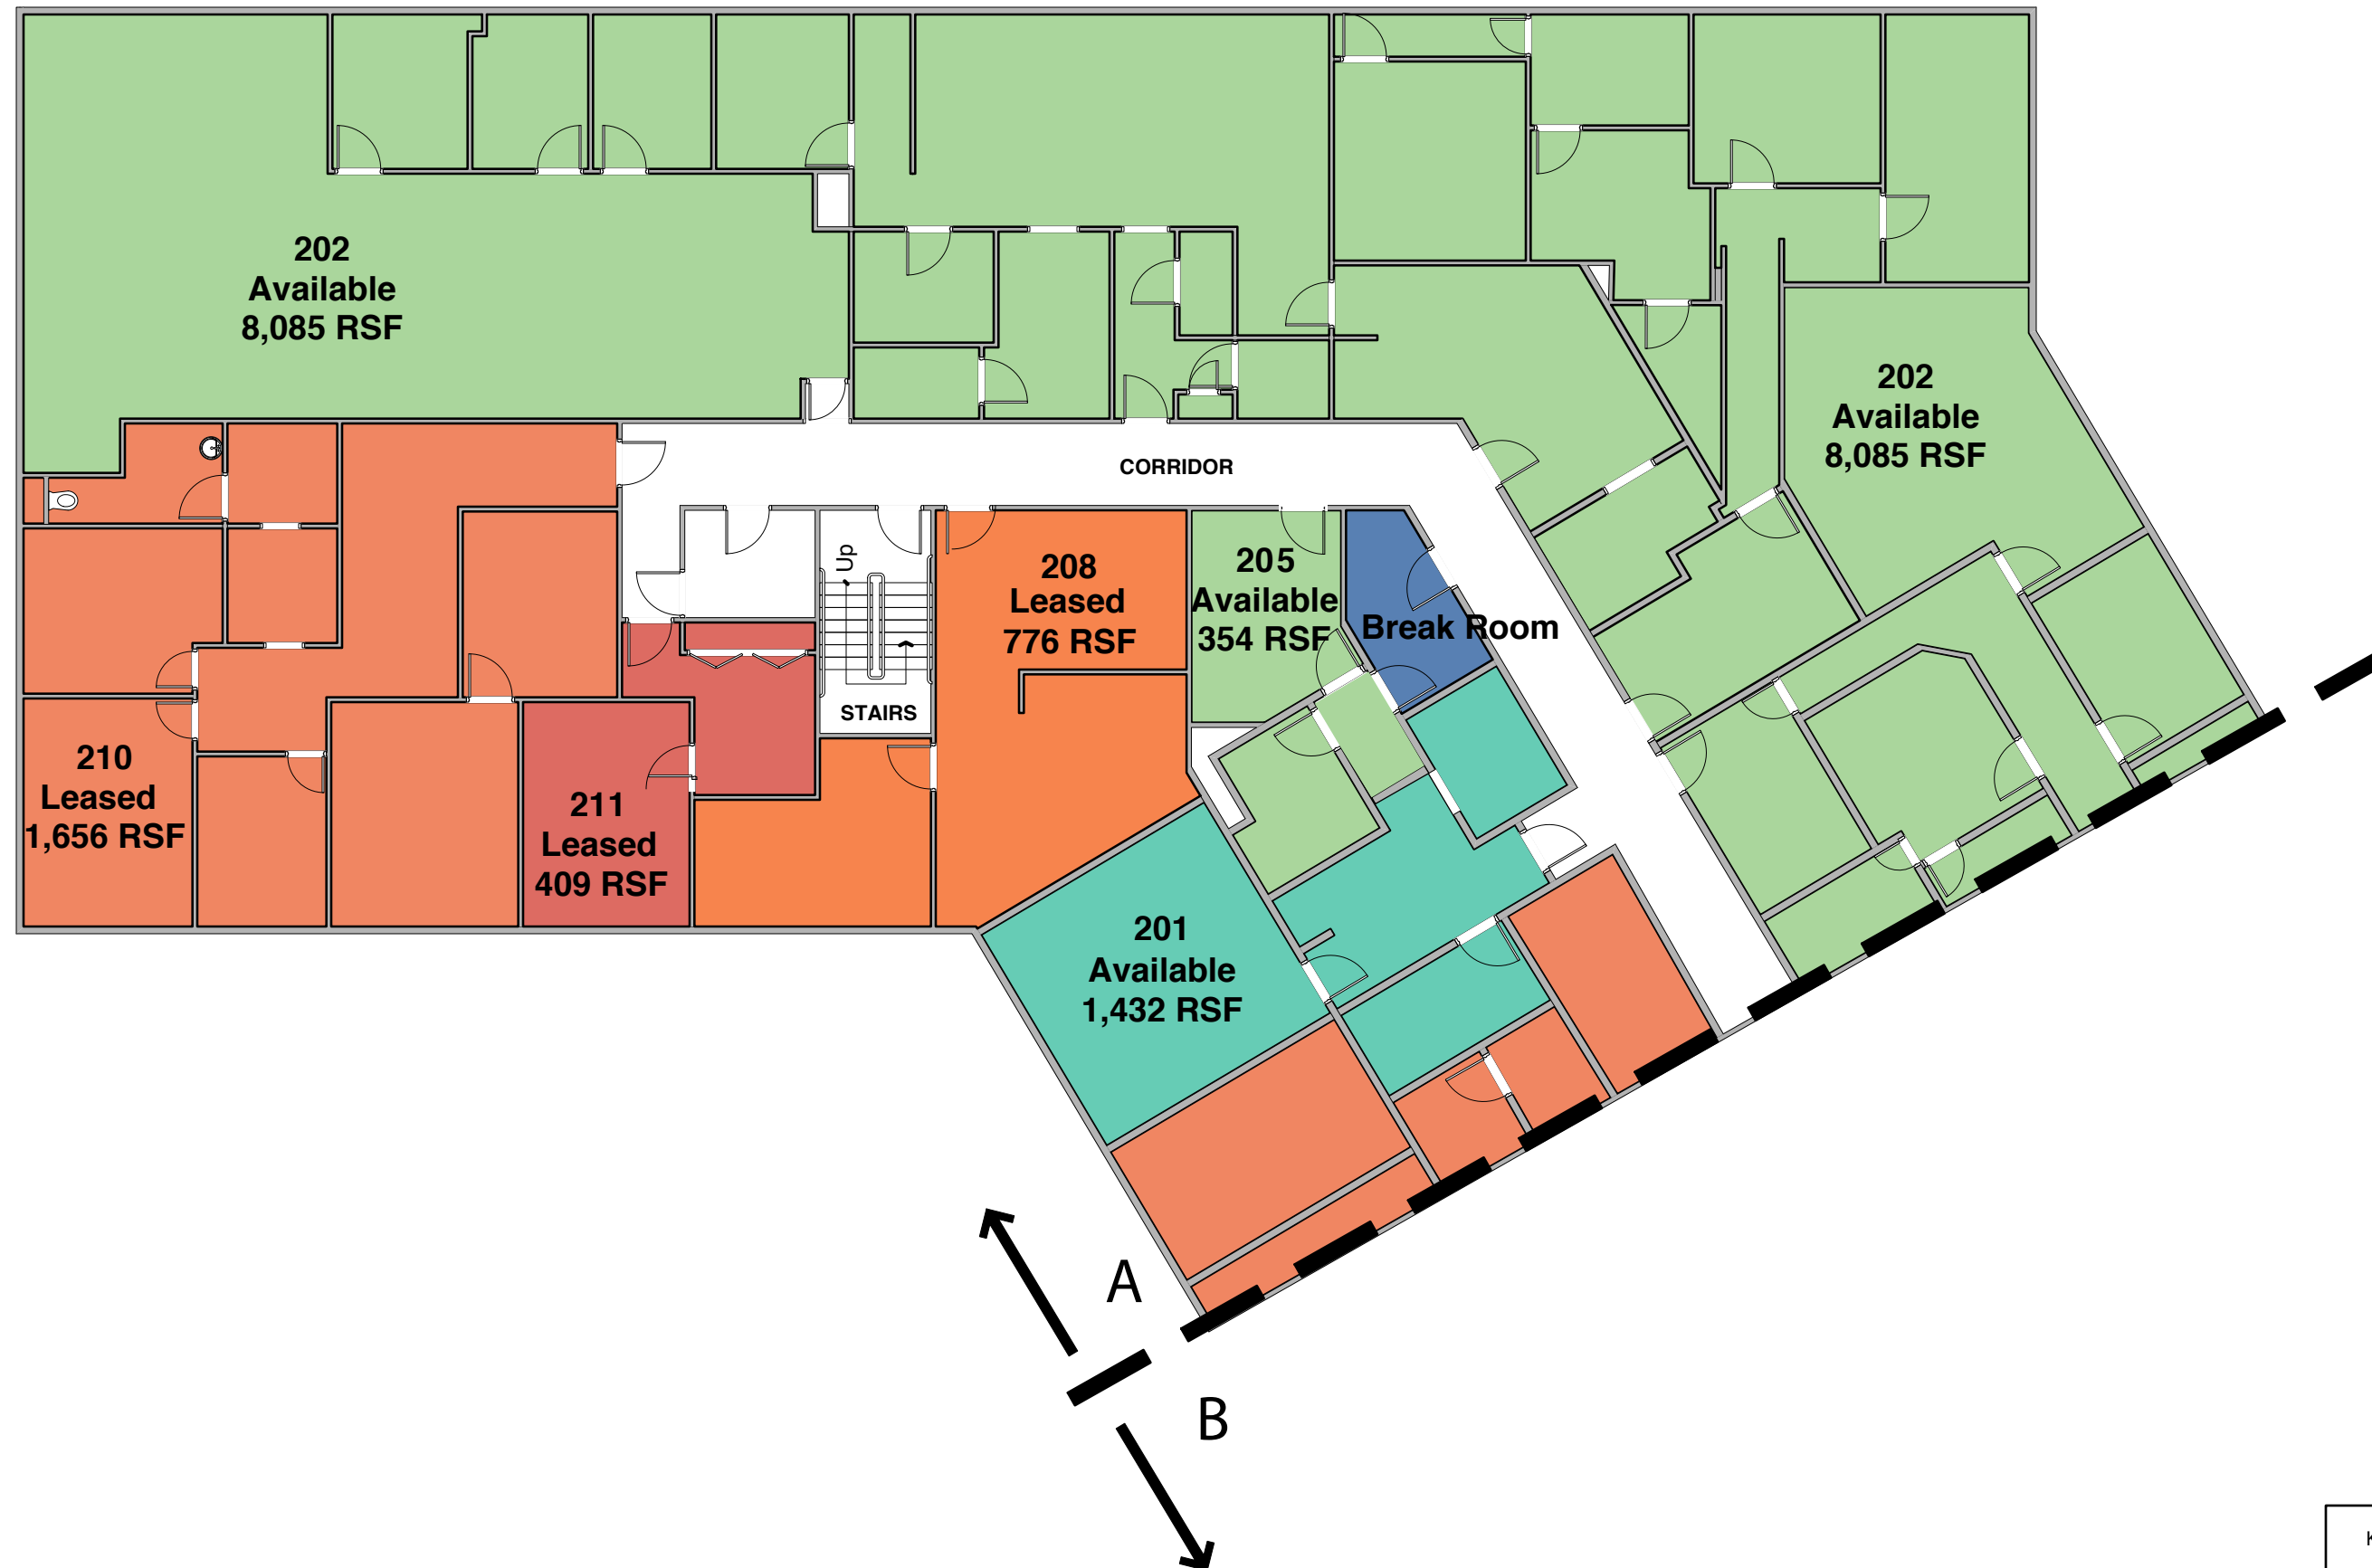 202
Available
8,085 RSF
202
Available
8,085 RSF
CORRIDOR
Up
STAIRS
208
Leased
776 RSF
205
Available
354 RSF
Break Room
210
Leased
1,656 RSF
211
Leased
409 RSF
201
Available
1,432 RSF
A
B